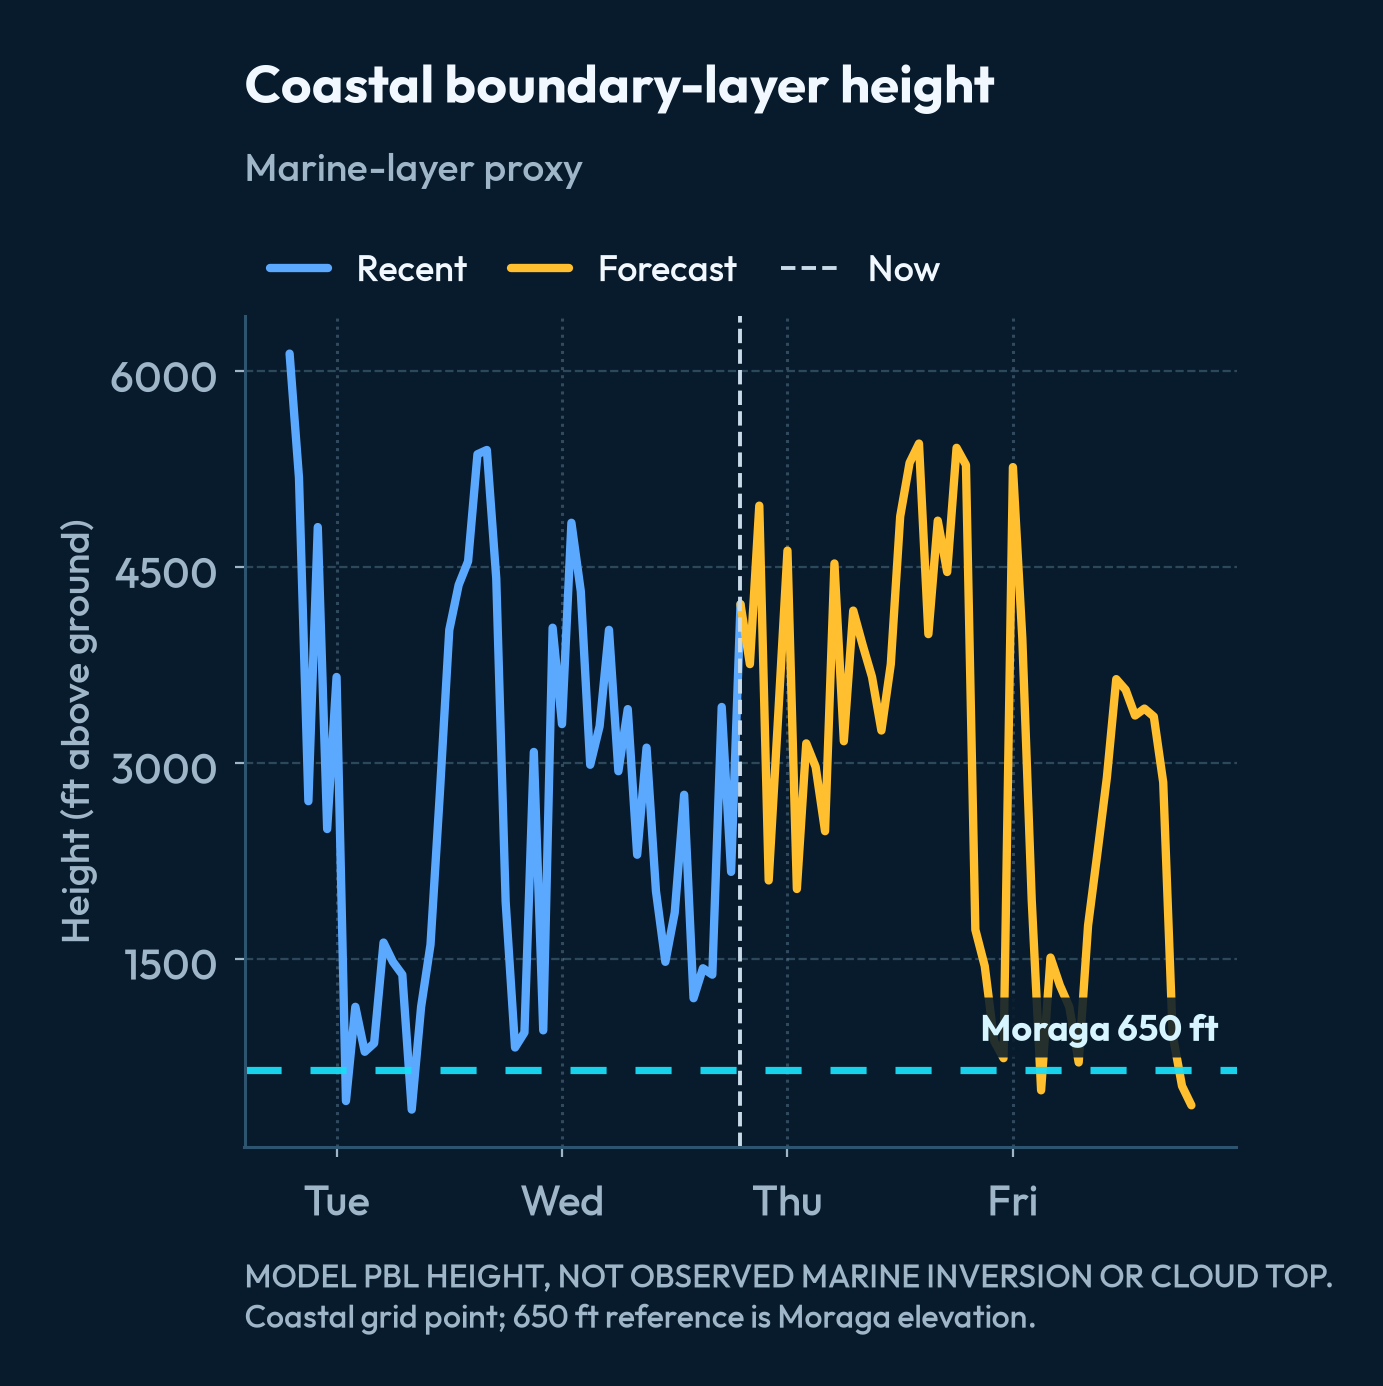 Coastal boundary-layer height
Marine-layer proxy
Recent Forecast Now
6000
4500
3000
1500
Height (ft above ground)
Moraga 650 ft
Tue Wed Thu Fri
MODEL PBL HEIGHT, NOT OBSERVED MARINE INVERSION OR CLOUD TOP.
Coastal grid point; 650 ft reference is Moraga elevation.